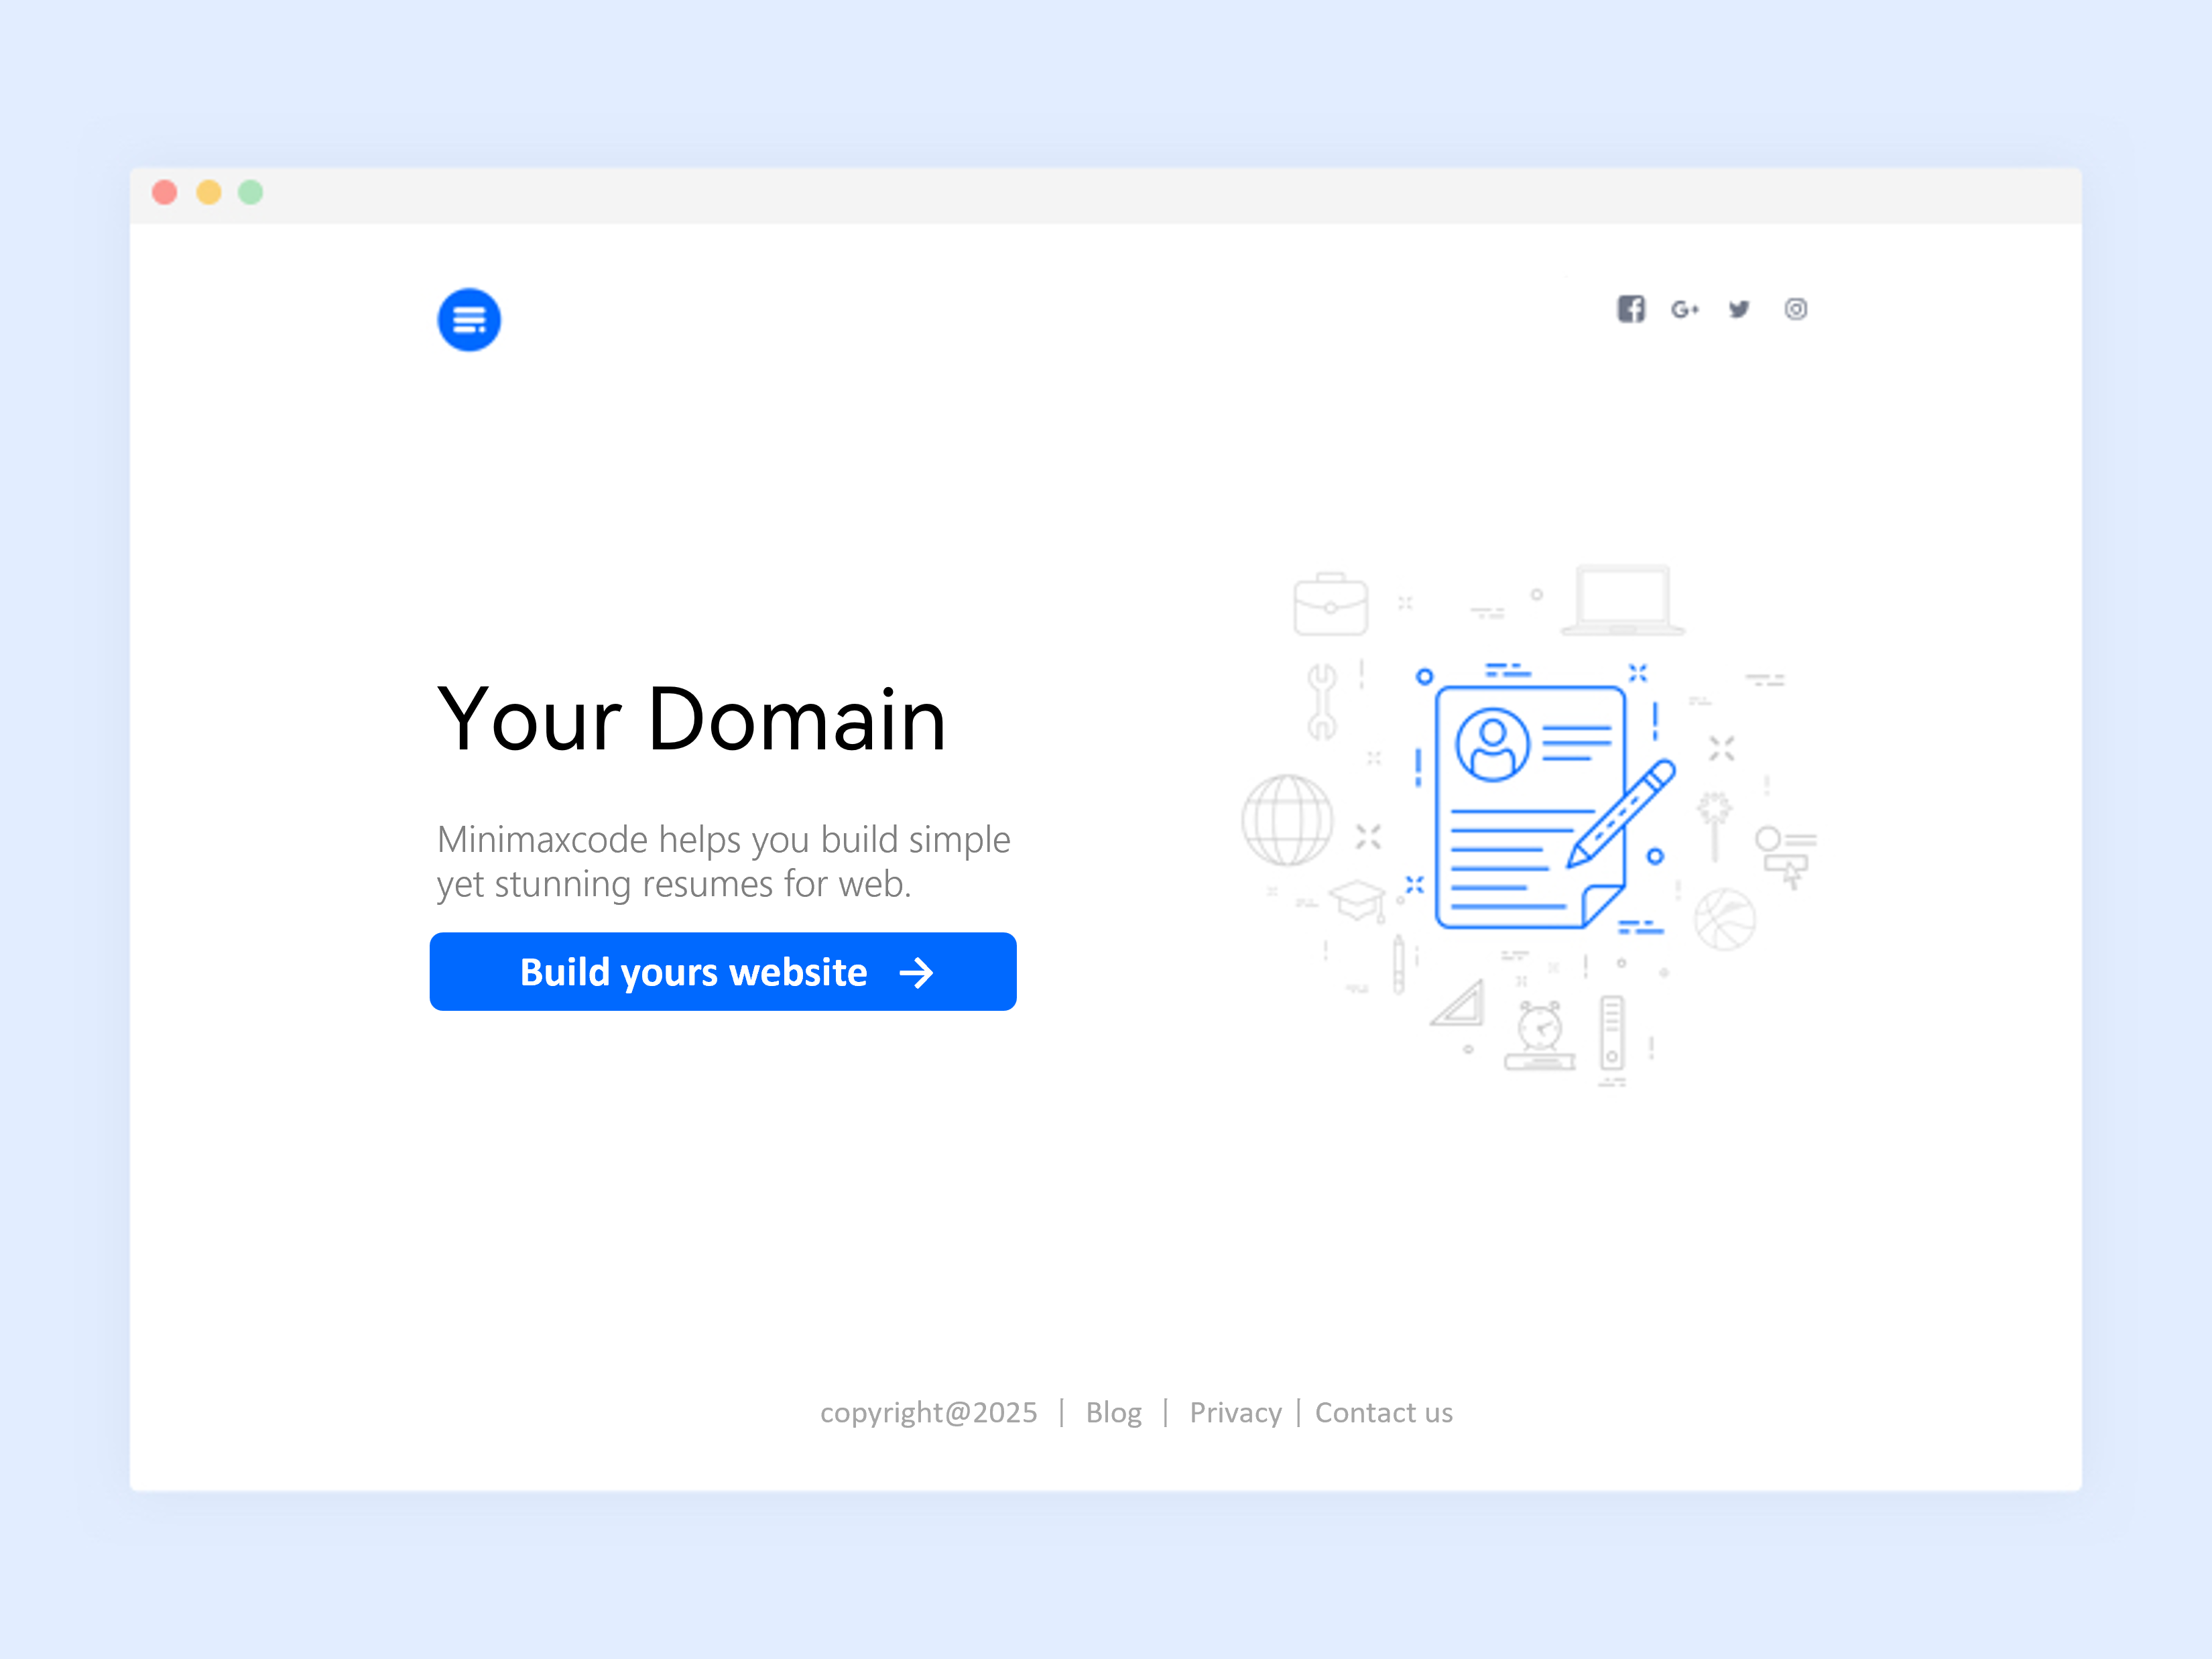 Your Domain
Minimaxcode helps you build simple
yet stunning resumes for web.
Build yours website
copyright@2025 | Blog | Privacy | Contact us